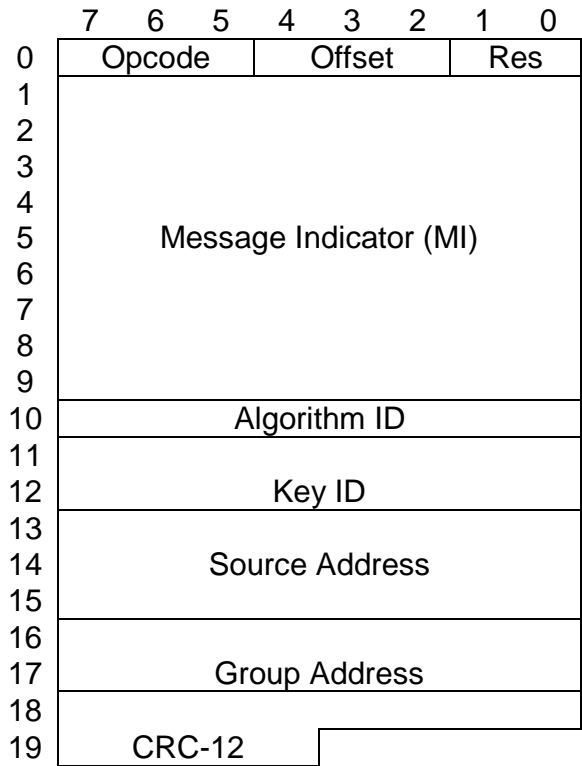 7 6 5 4 3 2 1 0
0 Opcode Offset Res
1
2
3
4
5 Message Indicator (MI)
6
7
8
9
10 Algorithm ID
11
12 Key ID
13
14 Source Address
15
16
17 Group Address
18
19 CRC-12